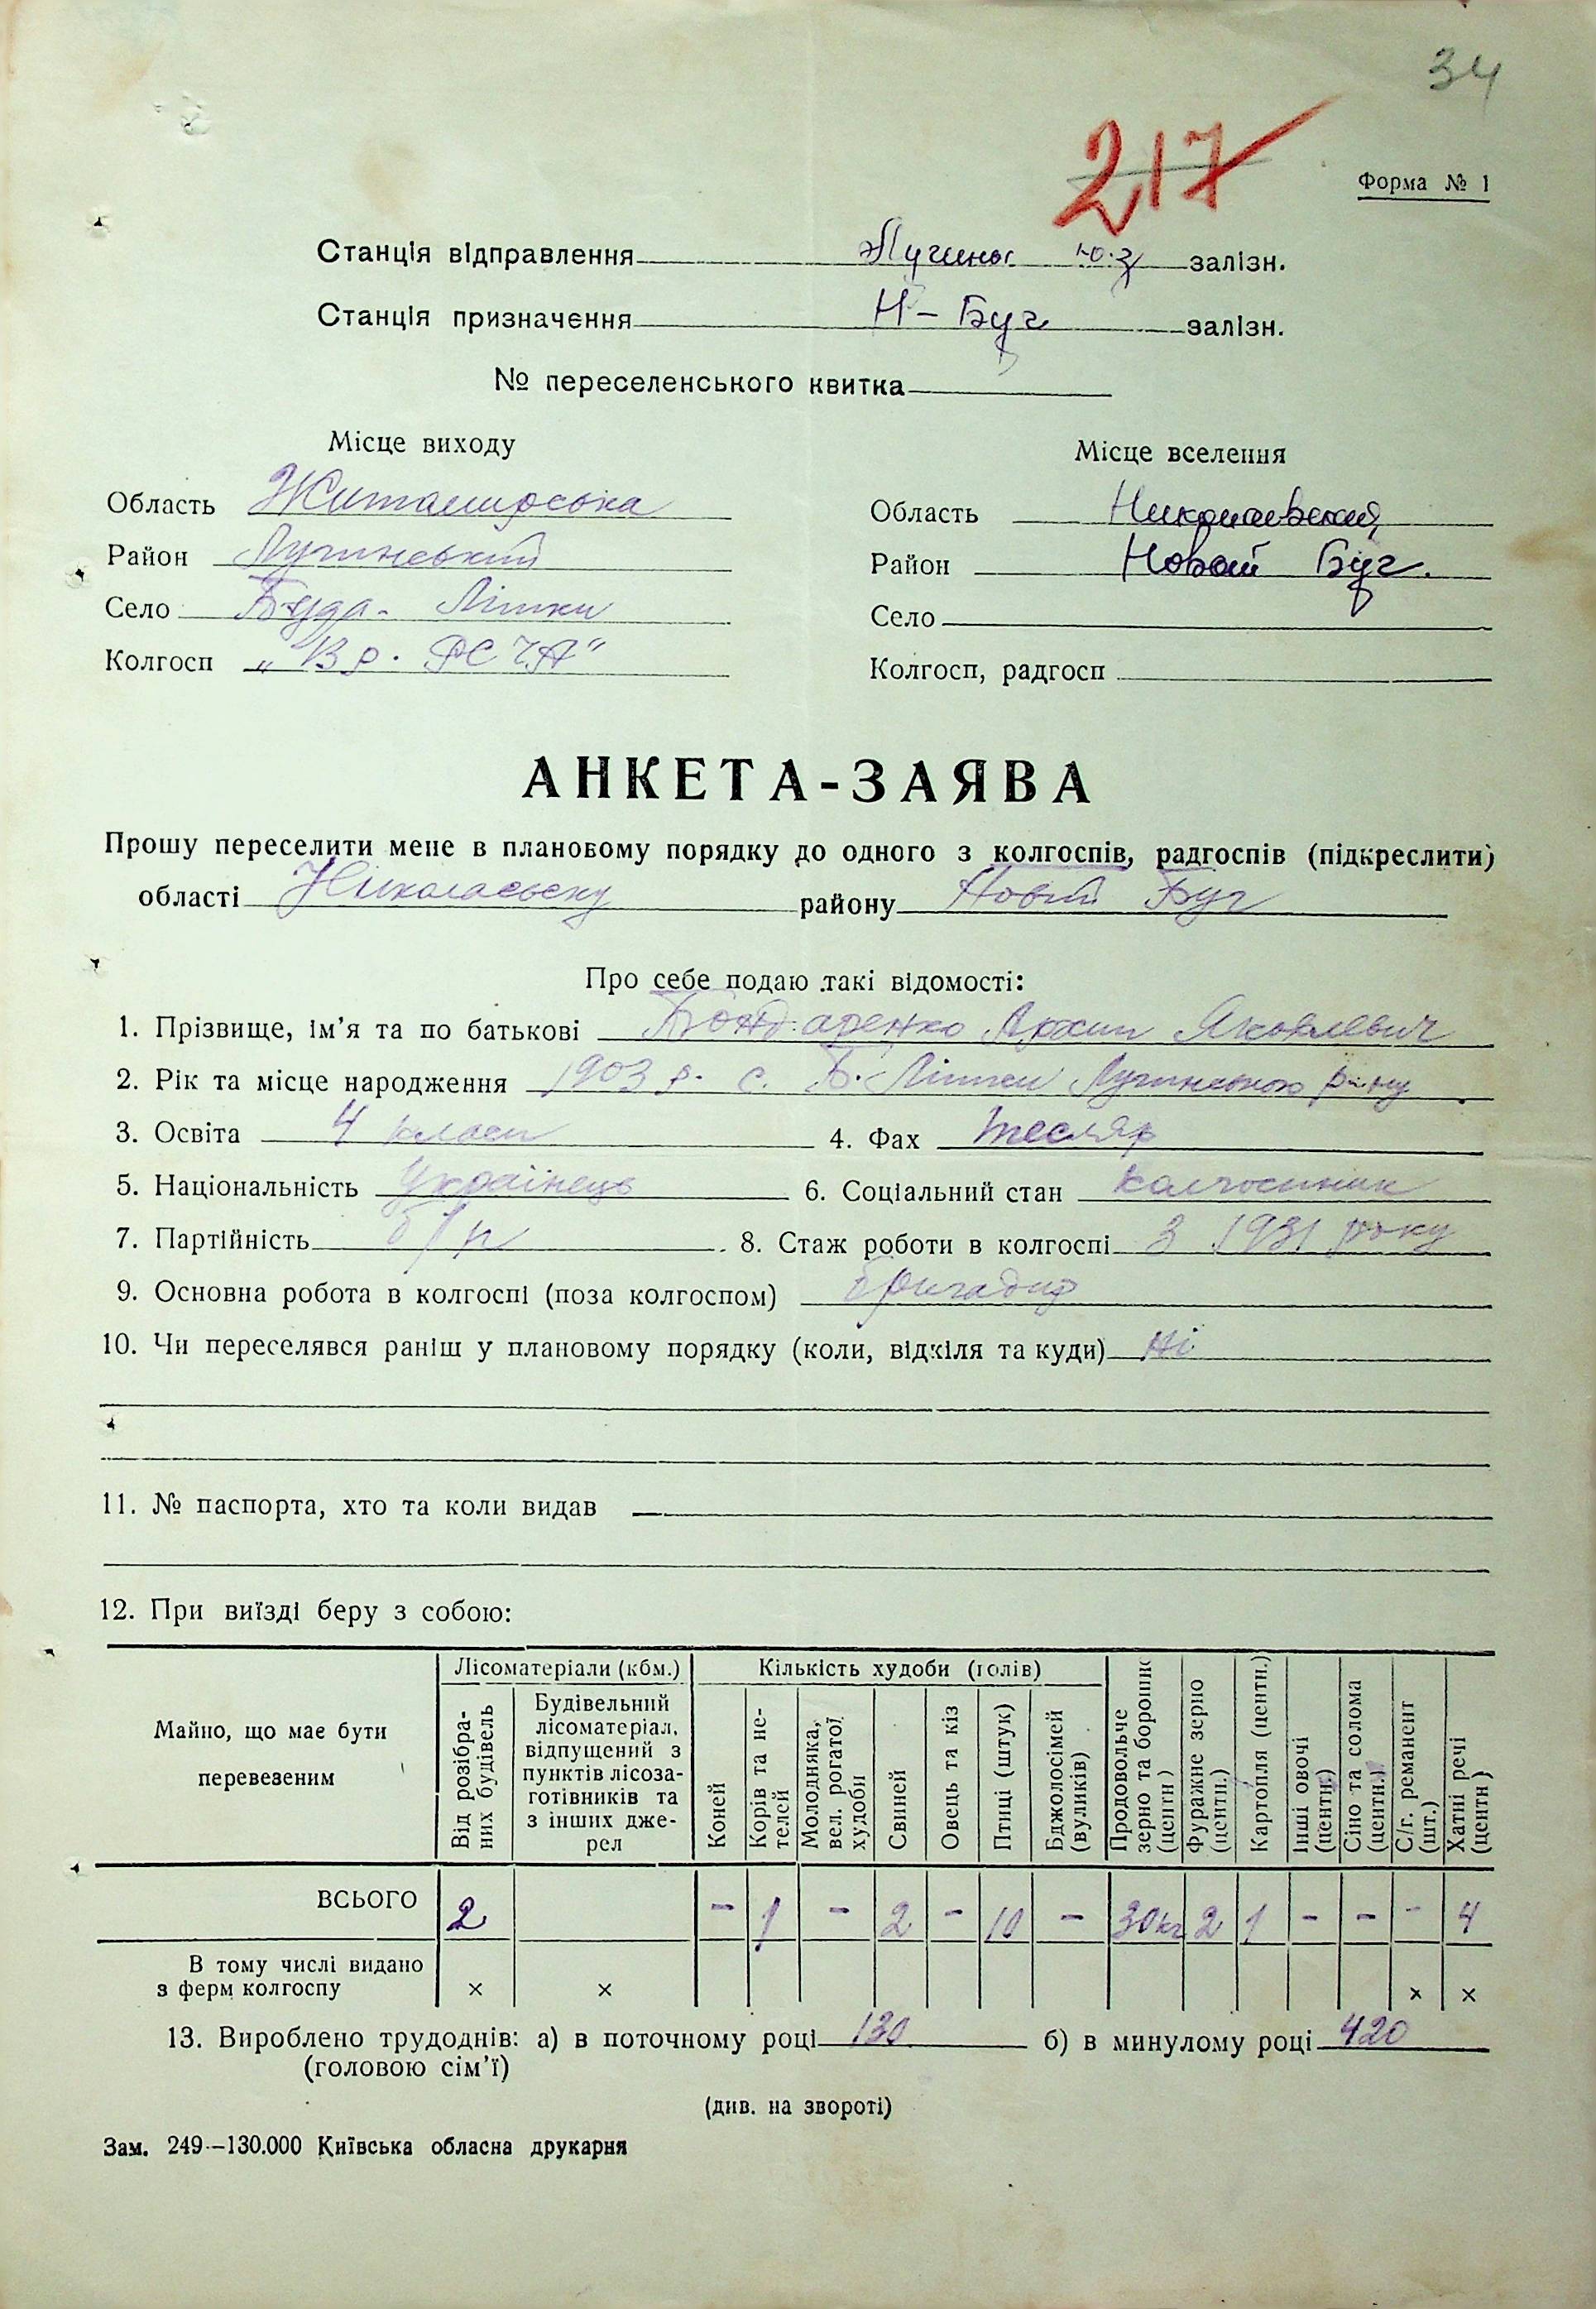 34
217
Форма № 1
Станція відправлення Лугины Ю.З залізн.
Станція призначення Н-Буг залізн.
№ переселенського квитка
Місце виходу
Область Житомирська
Район Лугинський
Село Буда-Літки
Колгосп „ІЗ р. РСЧА"
Місце вселення
Область Николаевская
Район Новый Буг.
Село
Колгосп, радгосп
АНКЕТА-ЗАЯВА
Прошу переселити мене в плановому порядку до одного з колгоспів, радгоспів (підкреслити)
області району Новий Буг
Про себе подаю такі відомості:
1. Прізвище, ім’я та по батькові Бондаренко Архип Яковлевич
2. Рік та місце народження 1903 р. с. Б. Літки Лугинського р-ну
3. Освіта 4 класи 4. Фах тесляр
5. Національність Українець 6. Соціальний стан колгоспник
7. Партійність б/п 8. Стаж роботи в колгоспі З 1931 року
9. Основна робота в колгоспі (поза колгоспом) бригадир
10. Чи переселявся раніш у плановому порядку (коли, відкіля та куди) Ні
11. № паспорта, хто та коли видав
12. При виїзді беру з собою:
Майно, що має бути перевезеним
Лісоматеріали (кбм.)
Від розібраних будівель
Будівельний лісоматеріал, відпущений з пунктів лісозаготівників та з інших джерел
Кількість худоби (голів)
Коней
Корів та нетелей
Молодняка, вел. рогатої худоби
Свиней
Овець та кіз
Птиці (штук)
Бджолосімей (вуликів)
Продовольче зерно та борошно (центн)
Фуражне зерно (центн.)
Картопля (центн.)
Інші овочі (центн)
Сіно та солома (центн.)
С/г. реманент (шт.)
Хатні речі (центн)
ВСЬОГО 2 - 1 - 2 - 10 - 30 кг 2 1 - - - 4
В тому числі видано з ферм колгоспу × × × ×
13. Вироблено трудоднів: а) в поточному році 130 б) в минулому році 420
(головою сім’ї)
(див. на звороті)
Зам. 249—130.000 Київська обласна друкарня